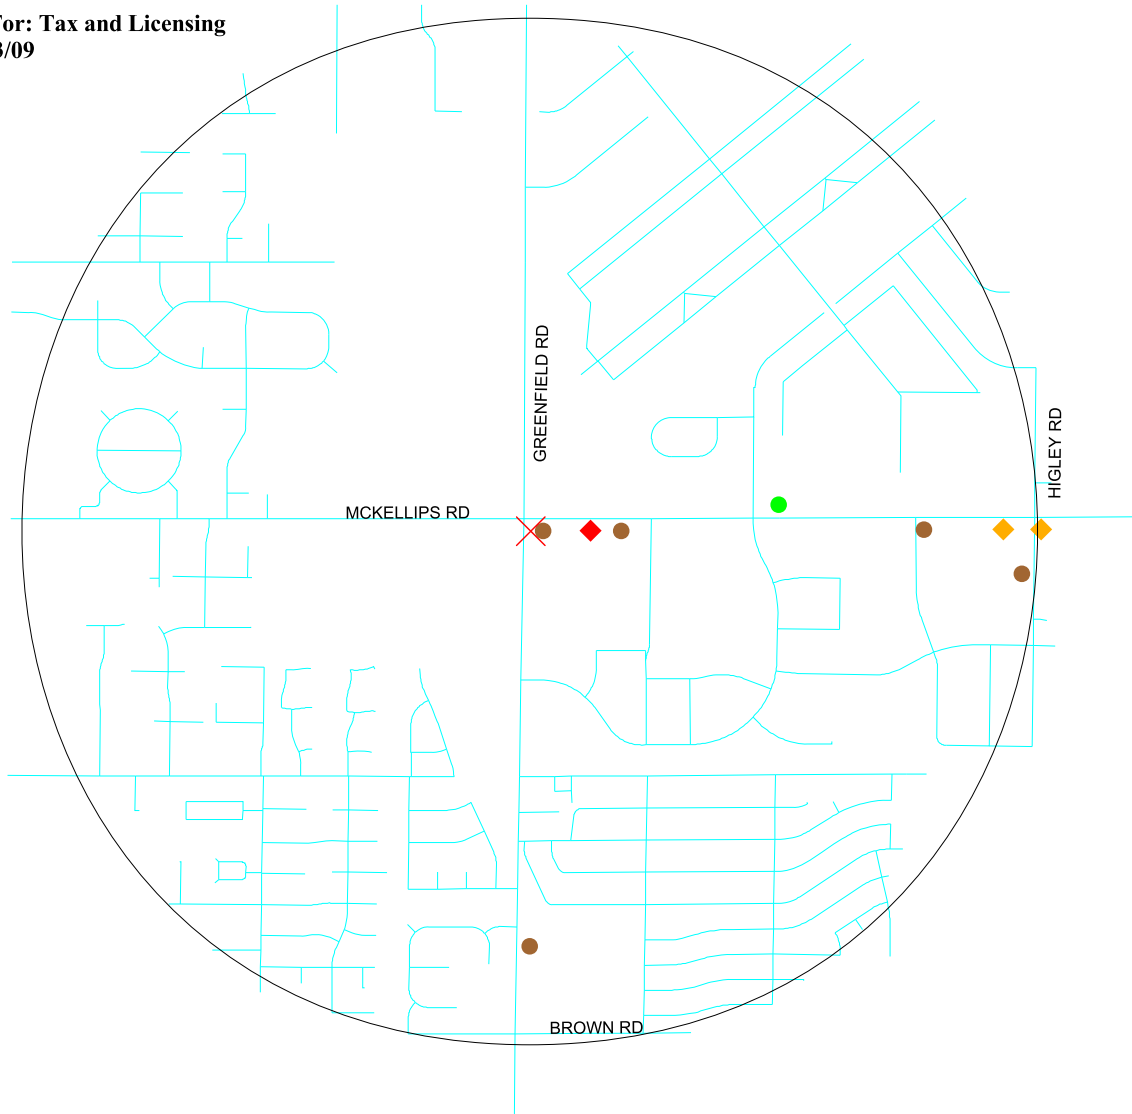 For: Tax and Licensing
3/09
GREENFIELD RD
HIGLEY RD
MCKELLIPS RD
BROWN RD